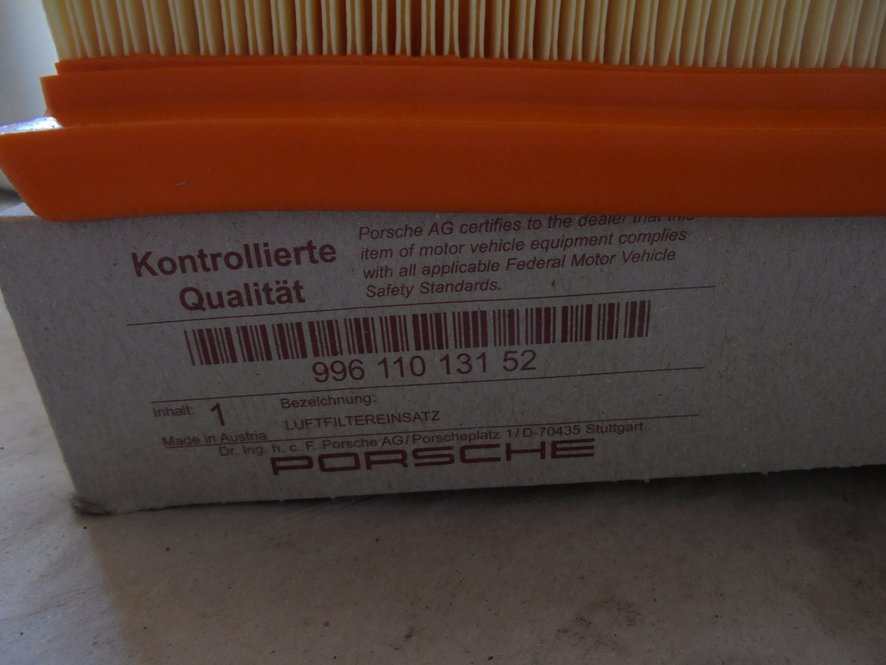 Kontrollierte
Qualität
Porsche AG certifies to the dealer that this
item of motor vehicle equipment complies
with all applicable Federal Motor Vehicle
Safety Standards.
996 110 131 52
Inhalt: 1
Bezeichnung:
LUFTFILTEREINSATZ
Made in Austria
Dr. Ing. h. c. F. Porsche AG/Porscheplatz 1/D-70435 Stuttgart
PORSCHE